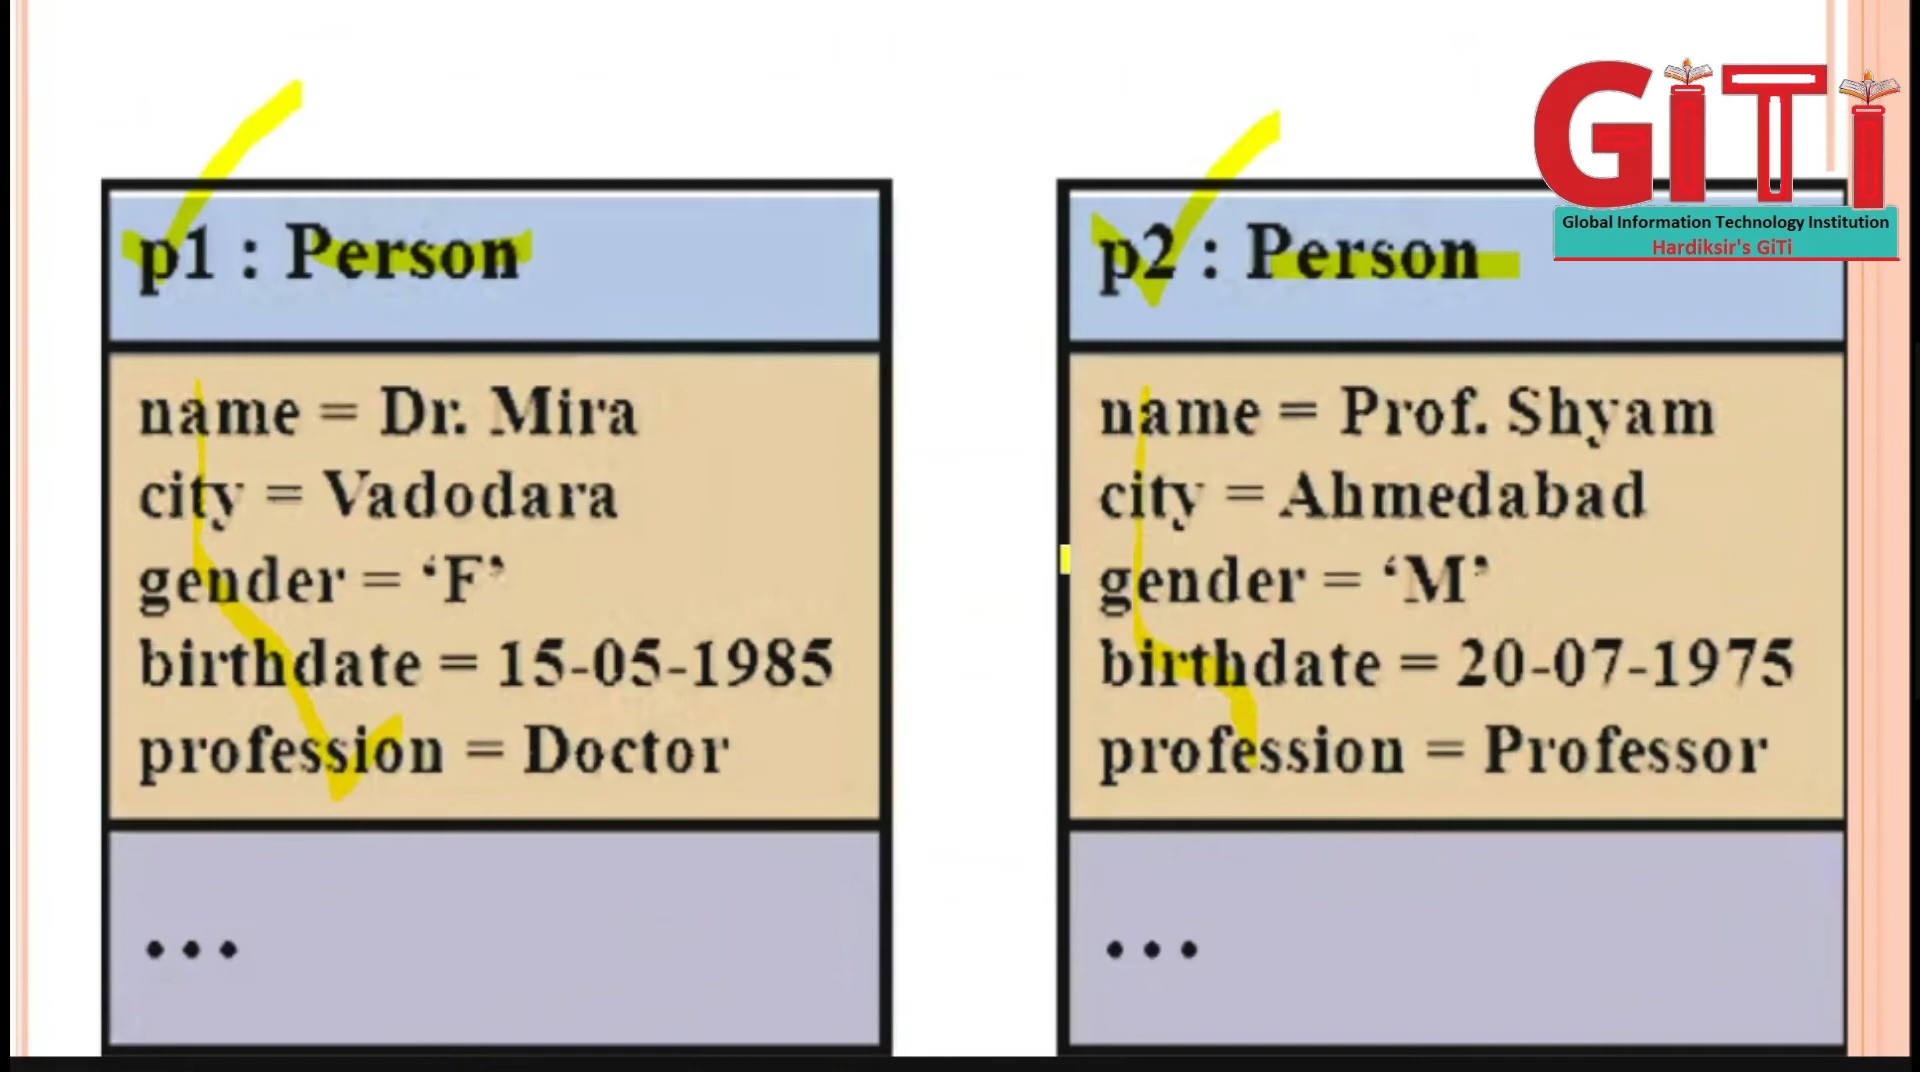 GiTi
Global Information Technology Institution
Hardiksir's GiTi
p1 : Person
name = Dr. Mira
city = Vadodara
gender = ‘F’
birthdate = 15-05-1985
profession = Doctor
...
p2 : Person
name = Prof. Shyam
city = Ahmedabad
gender = ‘M’
birthdate = 20-07-1975
profession = Professor
...